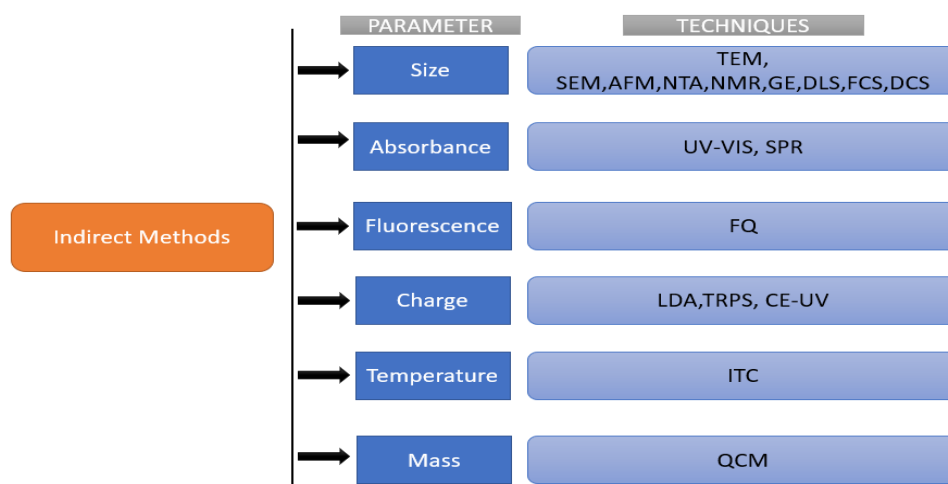 PARAMETER
TECHNIQUES
Size
TEM,
SEM,AFM,NTA,NMR,GE,DLS,FCS,DCS
Absorbance
UV-VIS, SPR
Indirect Methods
Fluorescence
FQ
Charge
LDA,TRPS, CE-UV
Temperature
ITC
Mass
QCM